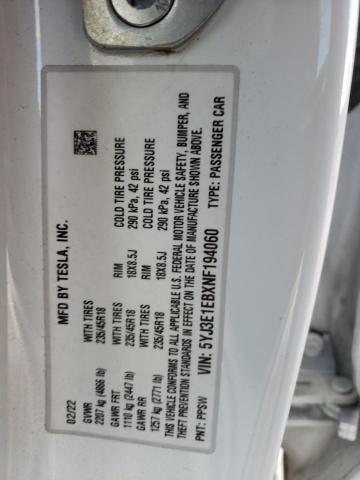 MFD BY TESLA, INC.
02/22
GVWR WITH TIRES RIM COLD TIRE PRESSURE
2207 kg (4866 lb) 235/45R18 18X8.5J 290 kPa, 42 psi
GAWR FRT WITH TIRES RIM COLD TIRE PRESSURE
1110 kg (2447 lb) 235/45R18 18X8.5J 290 kPa, 42 psi
GAWR RR WITH TIRES
1257 kg (2771 lb) 235/45R18
THIS VEHICLE CONFORMS TO ALL APPLICABLE U.S. FEDERAL MOTOR VEHICLE SAFETY, BUMPER, AND
THEFT PREVENTION STANDARDS IN EFFECT ON THE DATE OF MANUFACTURE SHOWN ABOVE.
VIN: 5YJ3E1EBXNF194060 TYPE: PASSENGER CAR
PNT: PPSW